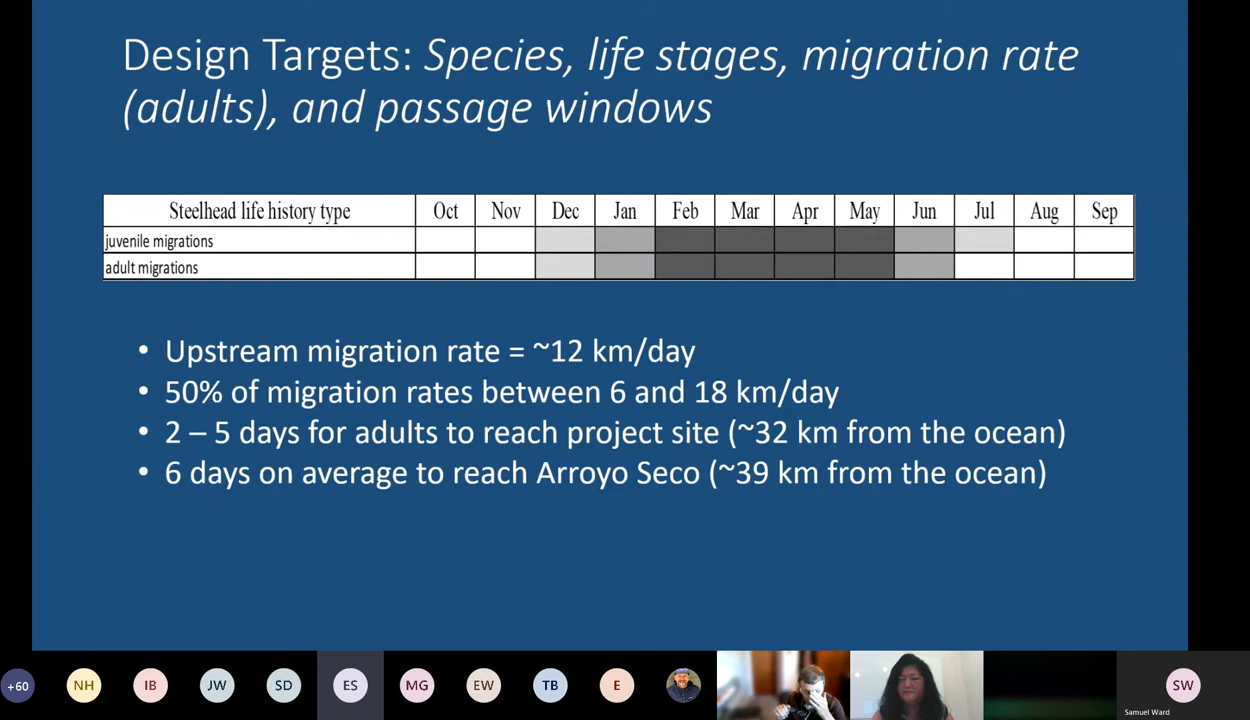 Design Targets: Species, life stages, migration rate
(adults), and passage windows
Steelhead life history type Oct Nov Dec Jan Feb Mar Apr May Jun Jul Aug Sep
juvenile migrations
adult migrations
• Upstream migration rate = ~12 km/day
• 50% of migration rates between 6 and 18 km/day
• 2 – 5 days for adults to reach project site (~32 km from the ocean)
• 6 days on average to reach Arroyo Seco (~39 km from the ocean)
+60 NH IB JW SD ES MG EW TB E SW
Samuel Ward